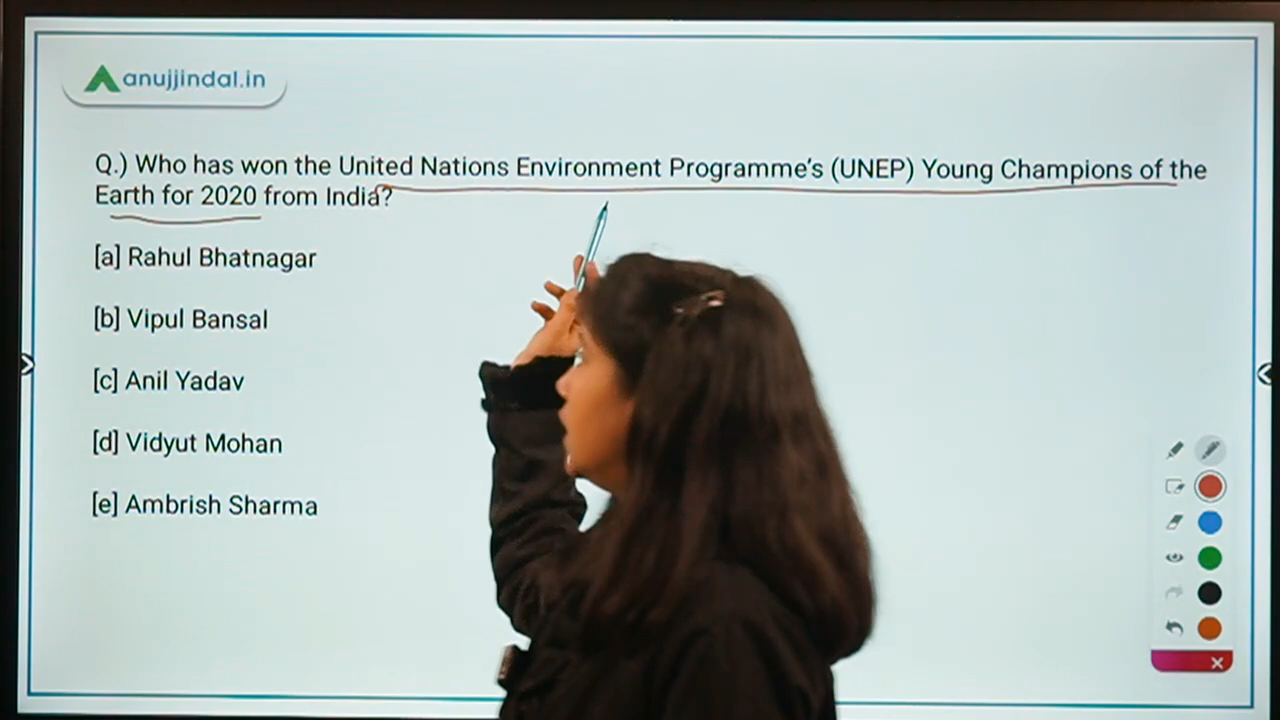 anujjindal.in
Q.) Who has won the United Nations Environment Programme's (UNEP) Young Champions of the
Earth for 2020 from India?
[a] Rahul Bhatnagar
[b] Vipul Bansal
[c] Anil Yadav
[d] Vidyut Mohan
[e] Ambrish Sharma